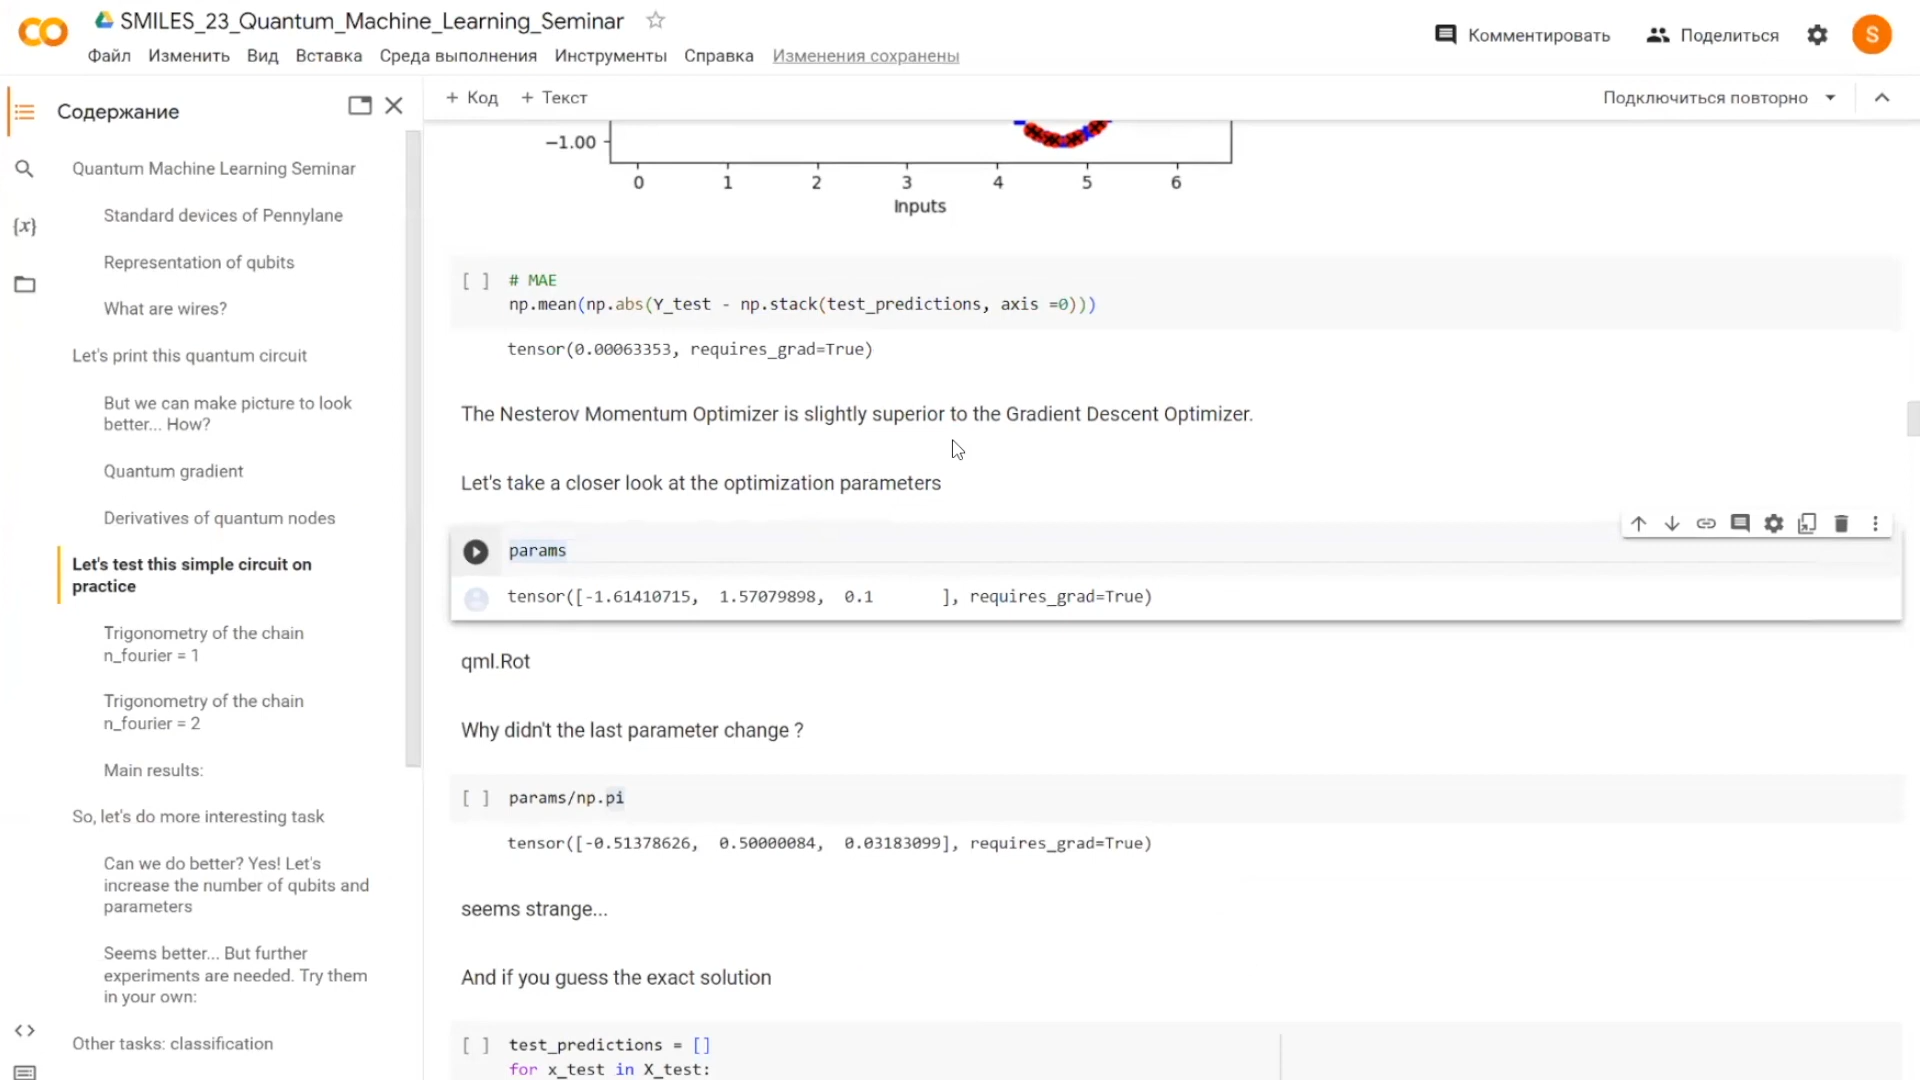 SMILES_23_Quantum_Machine_Learning_Seminar
Файл Изменить Вид Вставка Среда выполнения Инструменты Справка Изменения сохранены
Комментировать Поделиться S
Содержание
+ Код + Текст
Подключиться повторно
Quantum Machine Learning Seminar
Standard devices of Pennylane
Representation of qubits
What are wires?
Let's print this quantum circuit
But we can make picture to look
better... How?
Quantum gradient
Derivatives of quantum nodes
Let's test this simple circuit on
practice
Trigonometry of the chain
n_fourier = 1
Trigonometry of the chain
n_fourier = 2
Main results:
So, let's do more interesting task
Can we do better? Yes! Let's
increase the number of qubits and
parameters
Seems better... But further
experiments are needed. Try them
in your own:
Other tasks: classification
−1.00
0 1 2 3 4 5 6
Inputs
[ ] # MAE
np.mean(np.abs(Y_test - np.stack(test_predictions, axis =0)))
tensor(0.00063353, requires_grad=True)
The Nesterov Momentum Optimizer is slightly superior to the Gradient Descent Optimizer.
Let's take a closer look at the optimization parameters
params
tensor([-1.61410715, 1.57079898, 0.1 ], requires_grad=True)
qml.Rot
Why didn't the last parameter change ?
[ ] params/np.pi
tensor([-0.51378626, 0.50000084, 0.03183099], requires_grad=True)
seems strange...
And if you guess the exact solution
[ ] test_predictions = []
for x_test in X_test: